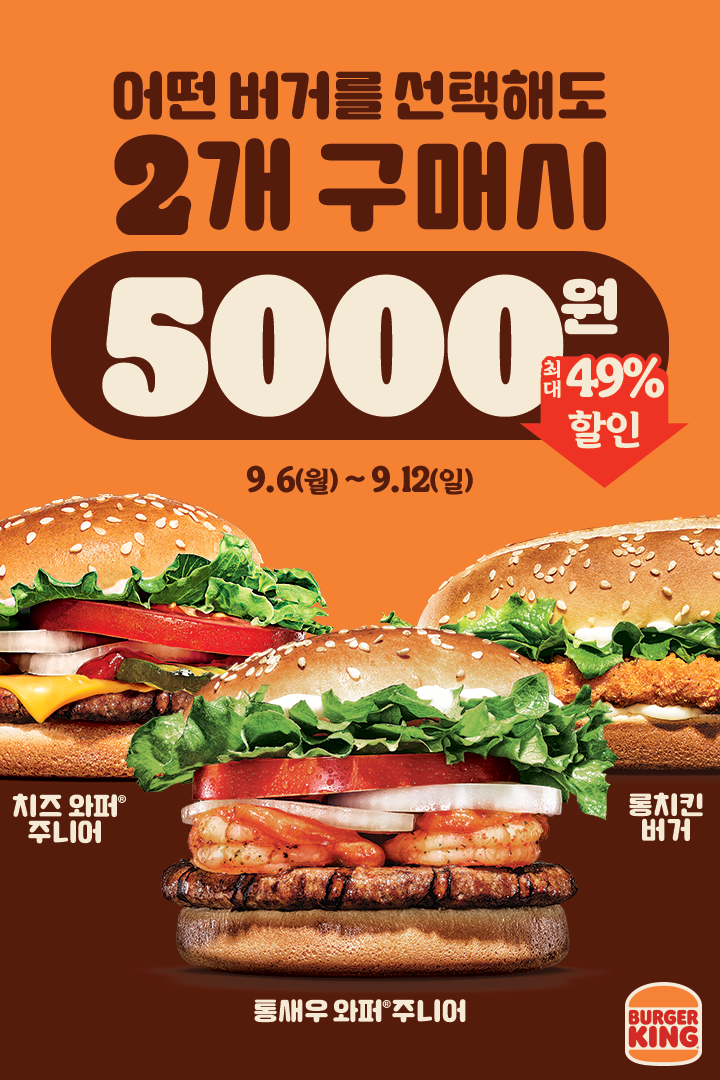 어떤 버거를 선택해도
2개 구매시
5000원
최대 49%
할인
9.6(월) ~ 9.12(일)
치즈 와퍼®
주니어
롱치킨
버거
통새우 와퍼®주니어
BURGER
KING